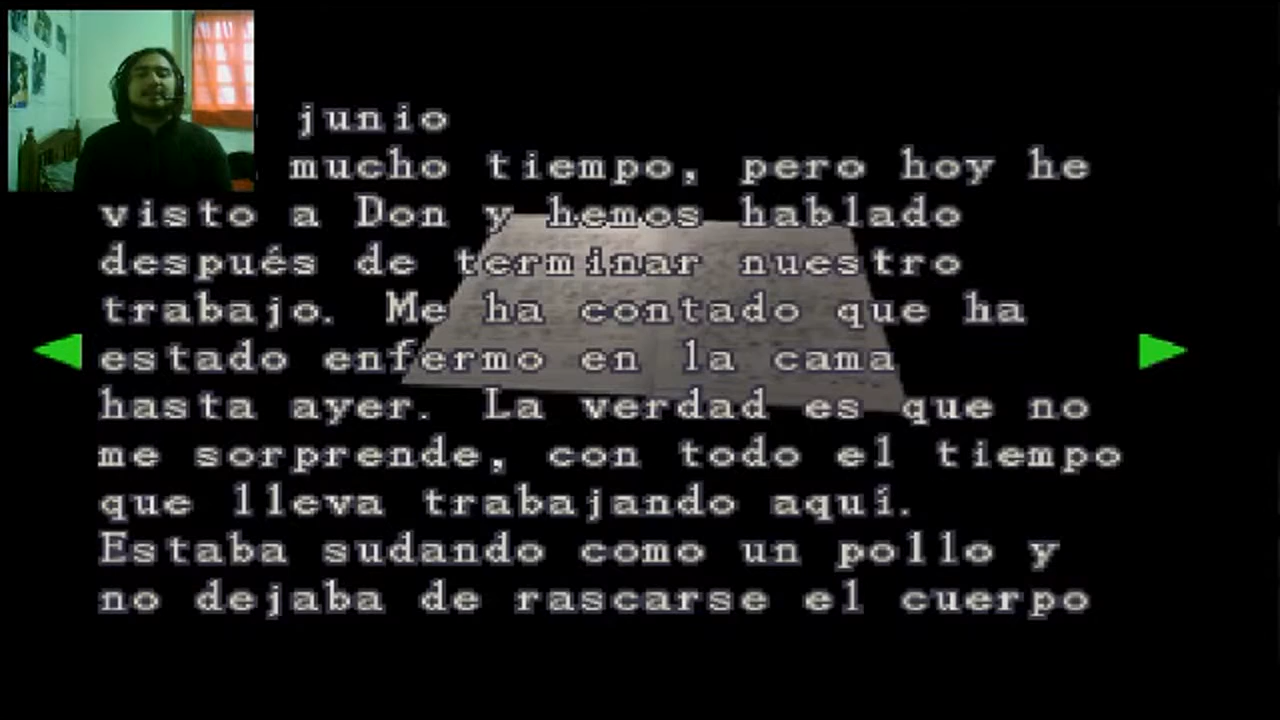 junio
mucho tiempo, pero hoy he
visto a Don y hemos hablado
después de terminar nuestro
trabajo. Me ha contado que ha
estado enfermo en la cama
hasta ayer. La verdad es que no
me sorprende, con todo el tiempo
que lleva trabajando aquí.
Estaba sudando como un pollo y
no dejaba de rascarse el cuerpo